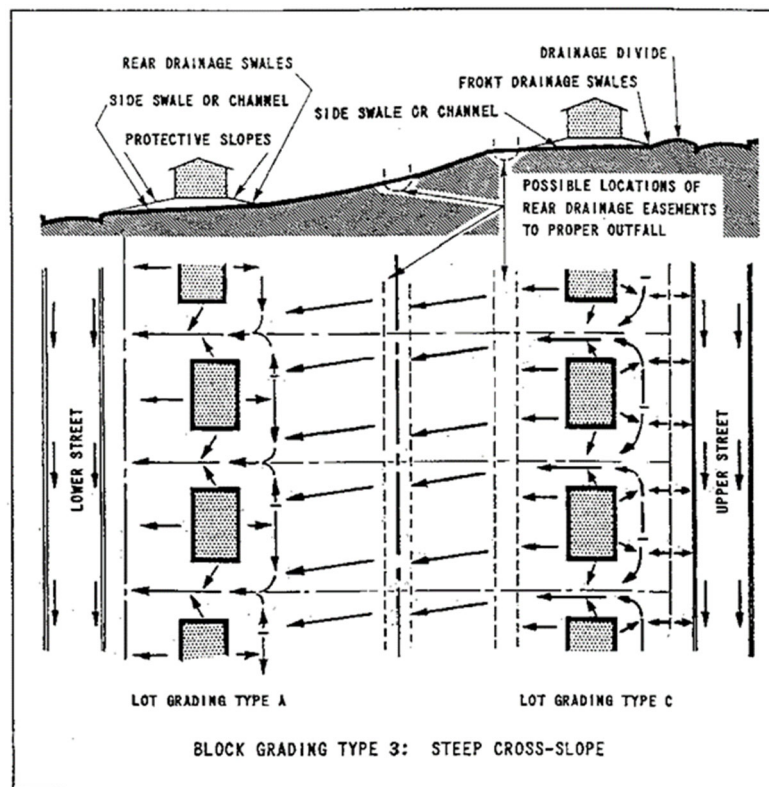 DRAINAGE DIVIDE
REAR DRAINAGE SWALES
FRONT DRAINAGE SWALES
SIDE SWALE OR CHANNEL
SIDE SWALE OR CHANNEL
PROTECTIVE SLOPES
POSSIBLE LOCATIONS OF
REAR DRAINAGE EASEMENTS
TO PROPER OUTFALL
LOWER STREET
UPPER STREET
LOT GRADING TYPE A
LOT GRADING TYPE C
BLOCK GRADING TYPE 3: STEEP CROSS-SLOPE